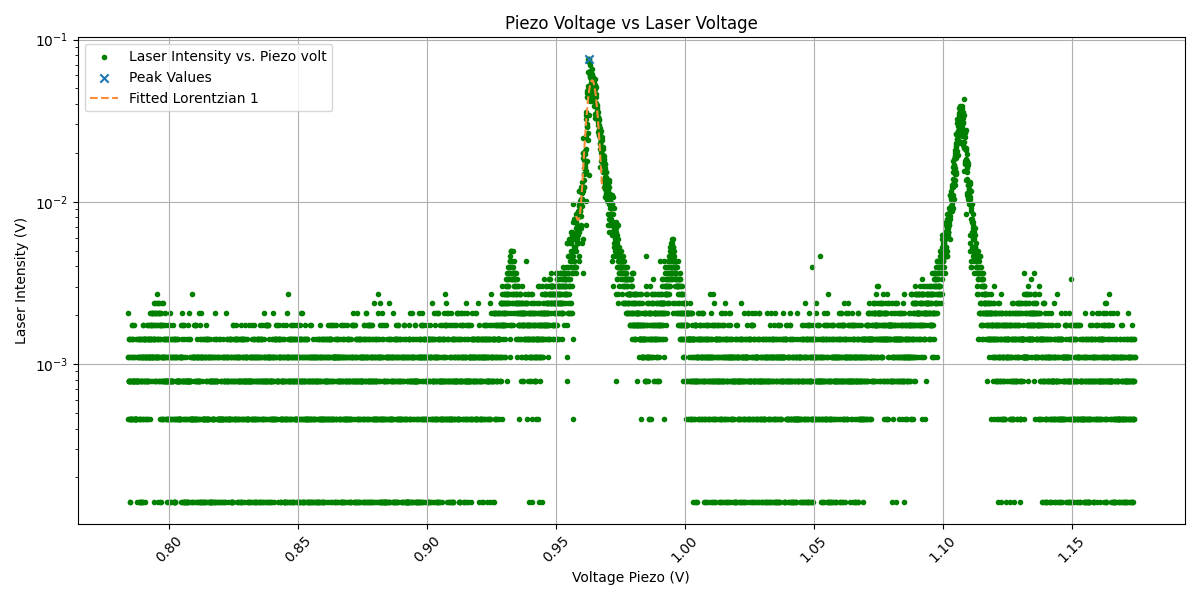 Piezo Voltage vs Laser Voltage
Laser Intensity vs. Piezo volt
Peak Values
Fitted Lorentzian 1
Laser Intensity (V)
10⁻¹
10⁻²
10⁻³
0.80 0.85 0.90 0.95 1.00 1.05 1.10 1.15
Voltage Piezo (V)